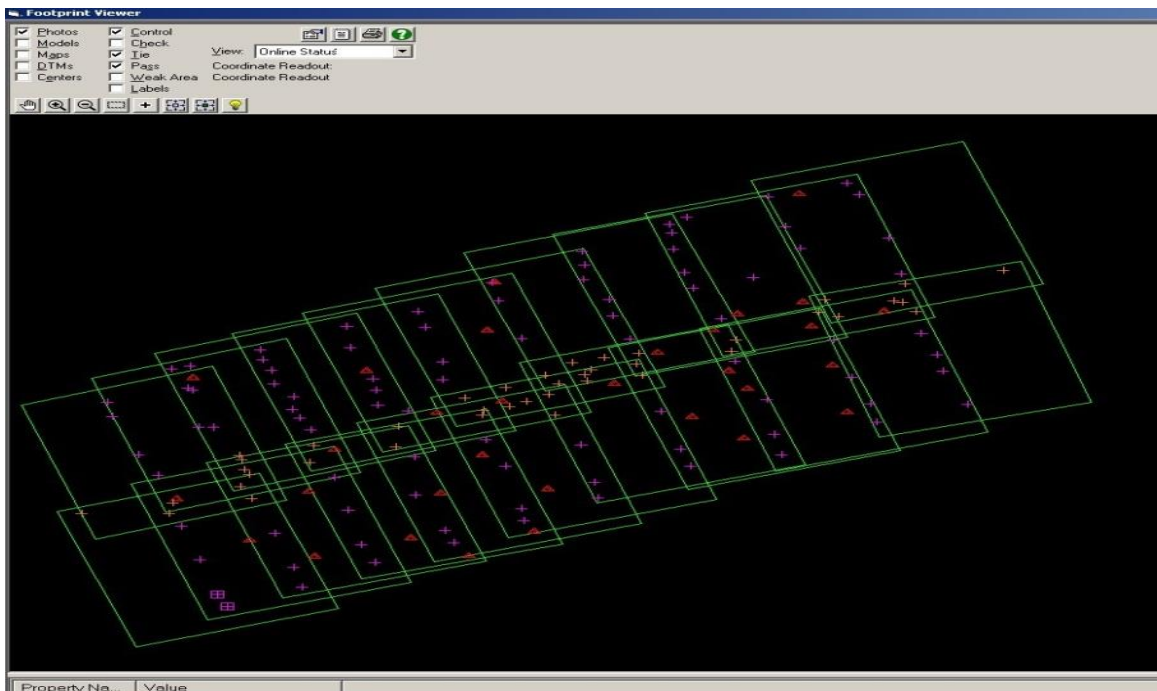 Footprint Viewer
Photos Control
Models Check
Maps Tie View: Online Status
DTMs Pass Coordinate Readout:
Centers Weak Area Coordinate Readout
Labels
Property Na... Value